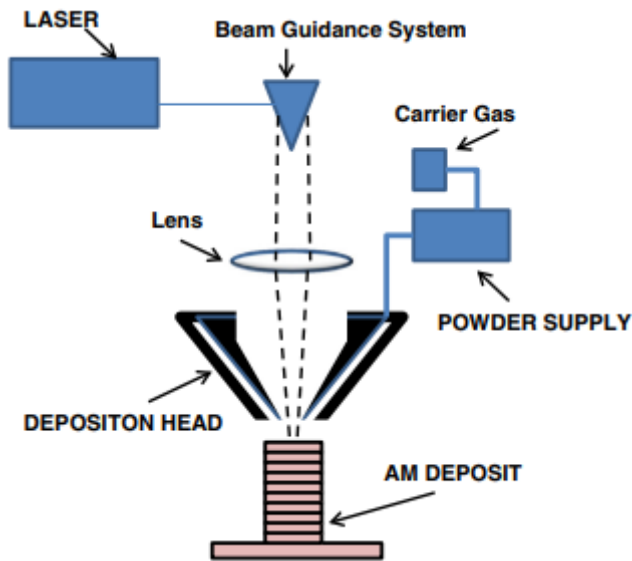 LASER
Beam Guidance System
Carrier Gas
Lens
POWDER SUPPLY
DEPOSITON HEAD
AM DEPOSIT